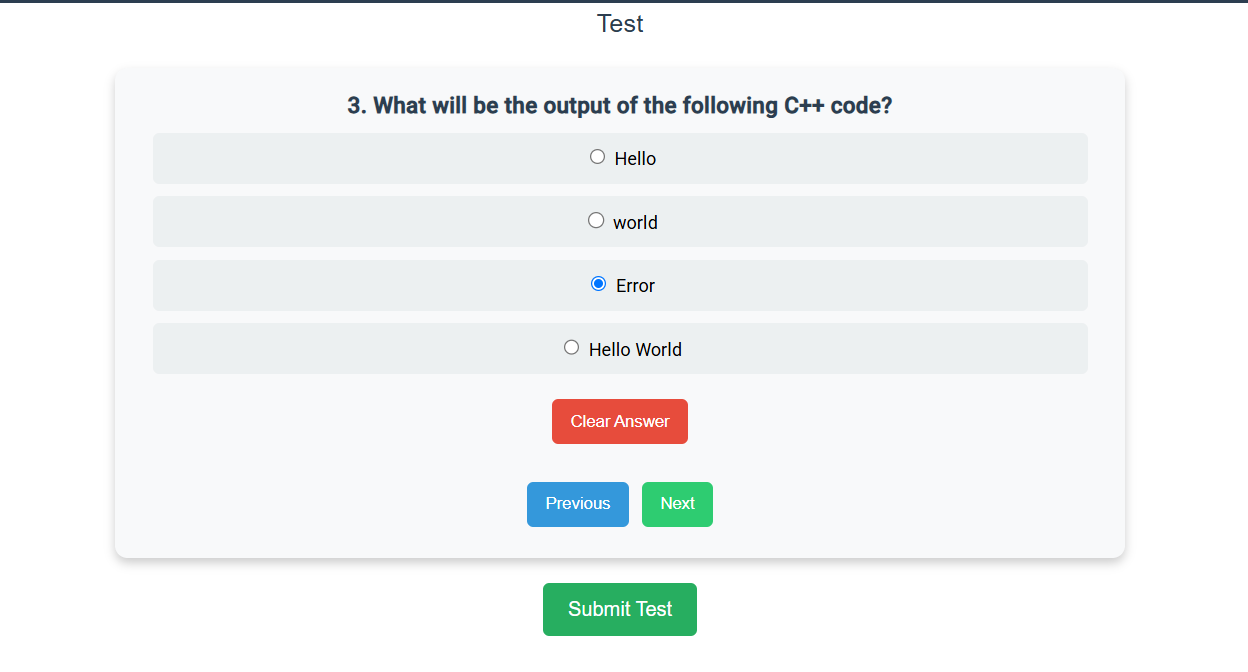 Test
3. What will be the output of the following C++ code?
Hello
world
Error
Hello World
Clear Answer
Previous Next
Submit Test